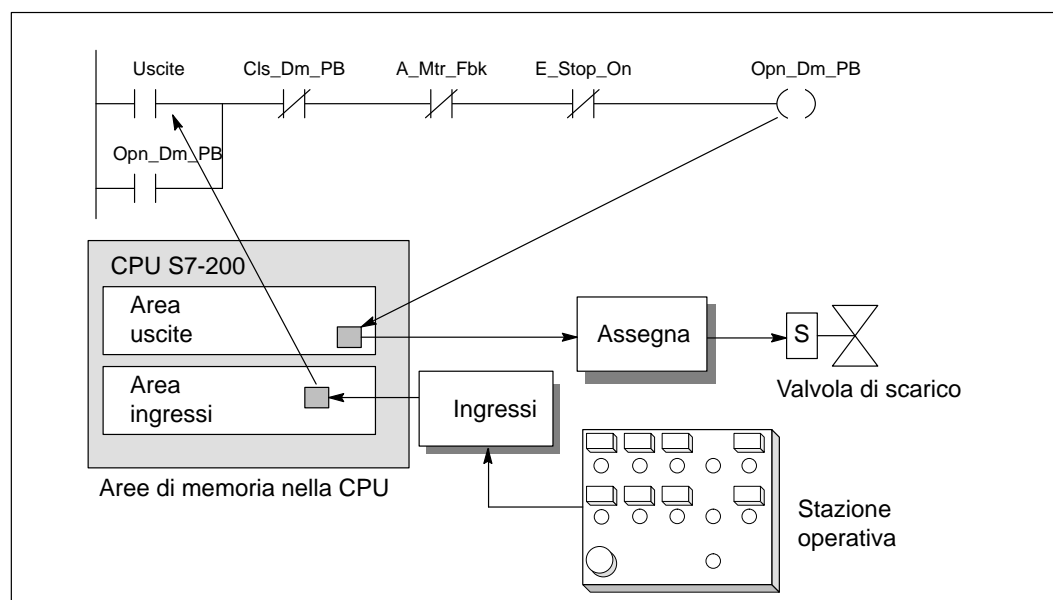 Uscite
Cls_Dm_PB
A_Mtr_Fbk
E_Stop_On
Opn_Dm_PB
Opn_Dm_PB
CPU S7-200
Area
uscite
Assegna
S
Valvola di scarico
Area
ingressi
Ingressi
Aree di memoria nella CPU
Stazione
operativa